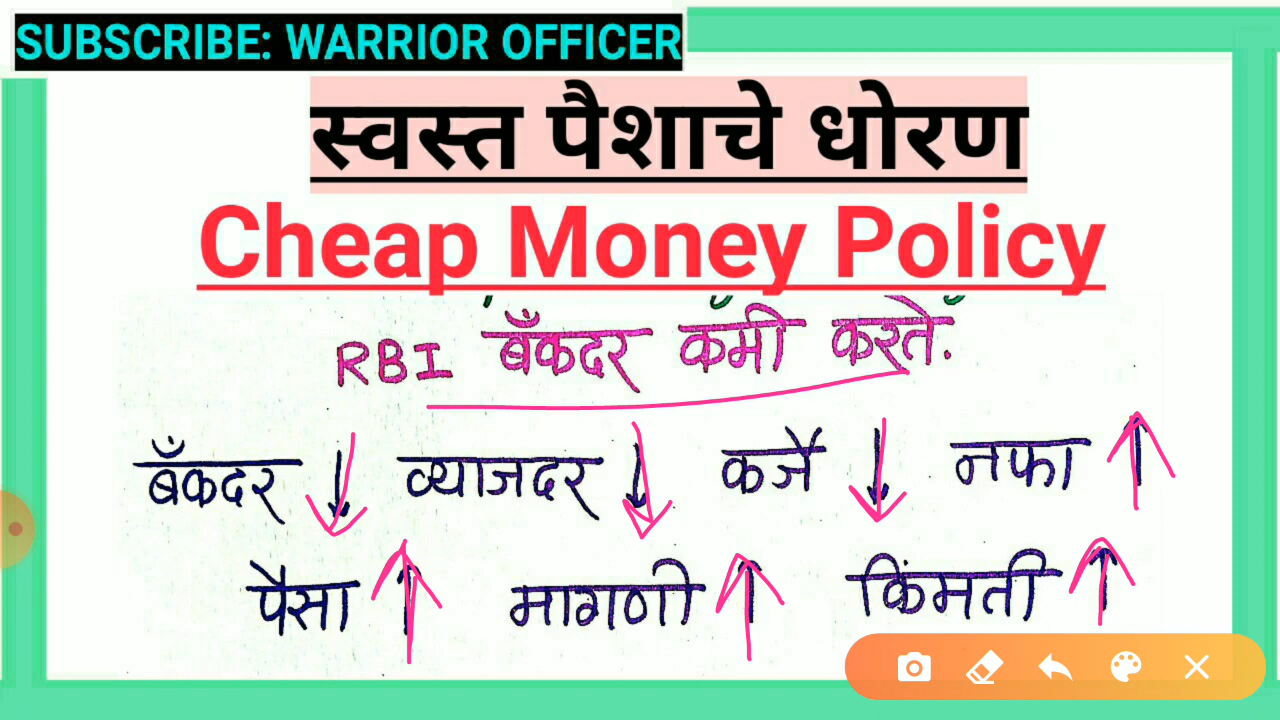 SUBSCRIBE: WARRIOR OFFICER
स्वस्त पैशाचे धोरण
Cheap Money Policy
RBI बँकदर कमी करते.
बँकदर ↓ व्याजदर ↓ कर्जे ↓ नफा ↑
पैसा ↑ मागणी ↑ किंमती ↑